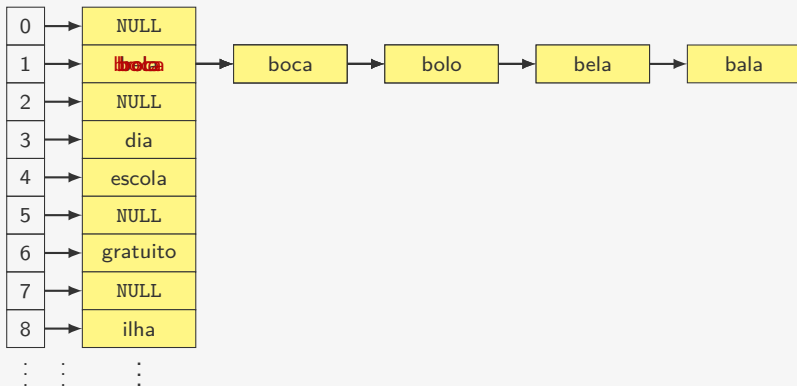 0 NULL
1 boca bolo bela bala
2 NULL
3 dia
4 escola
5 NULL
6 gratuito
7 NULL
8 ilha